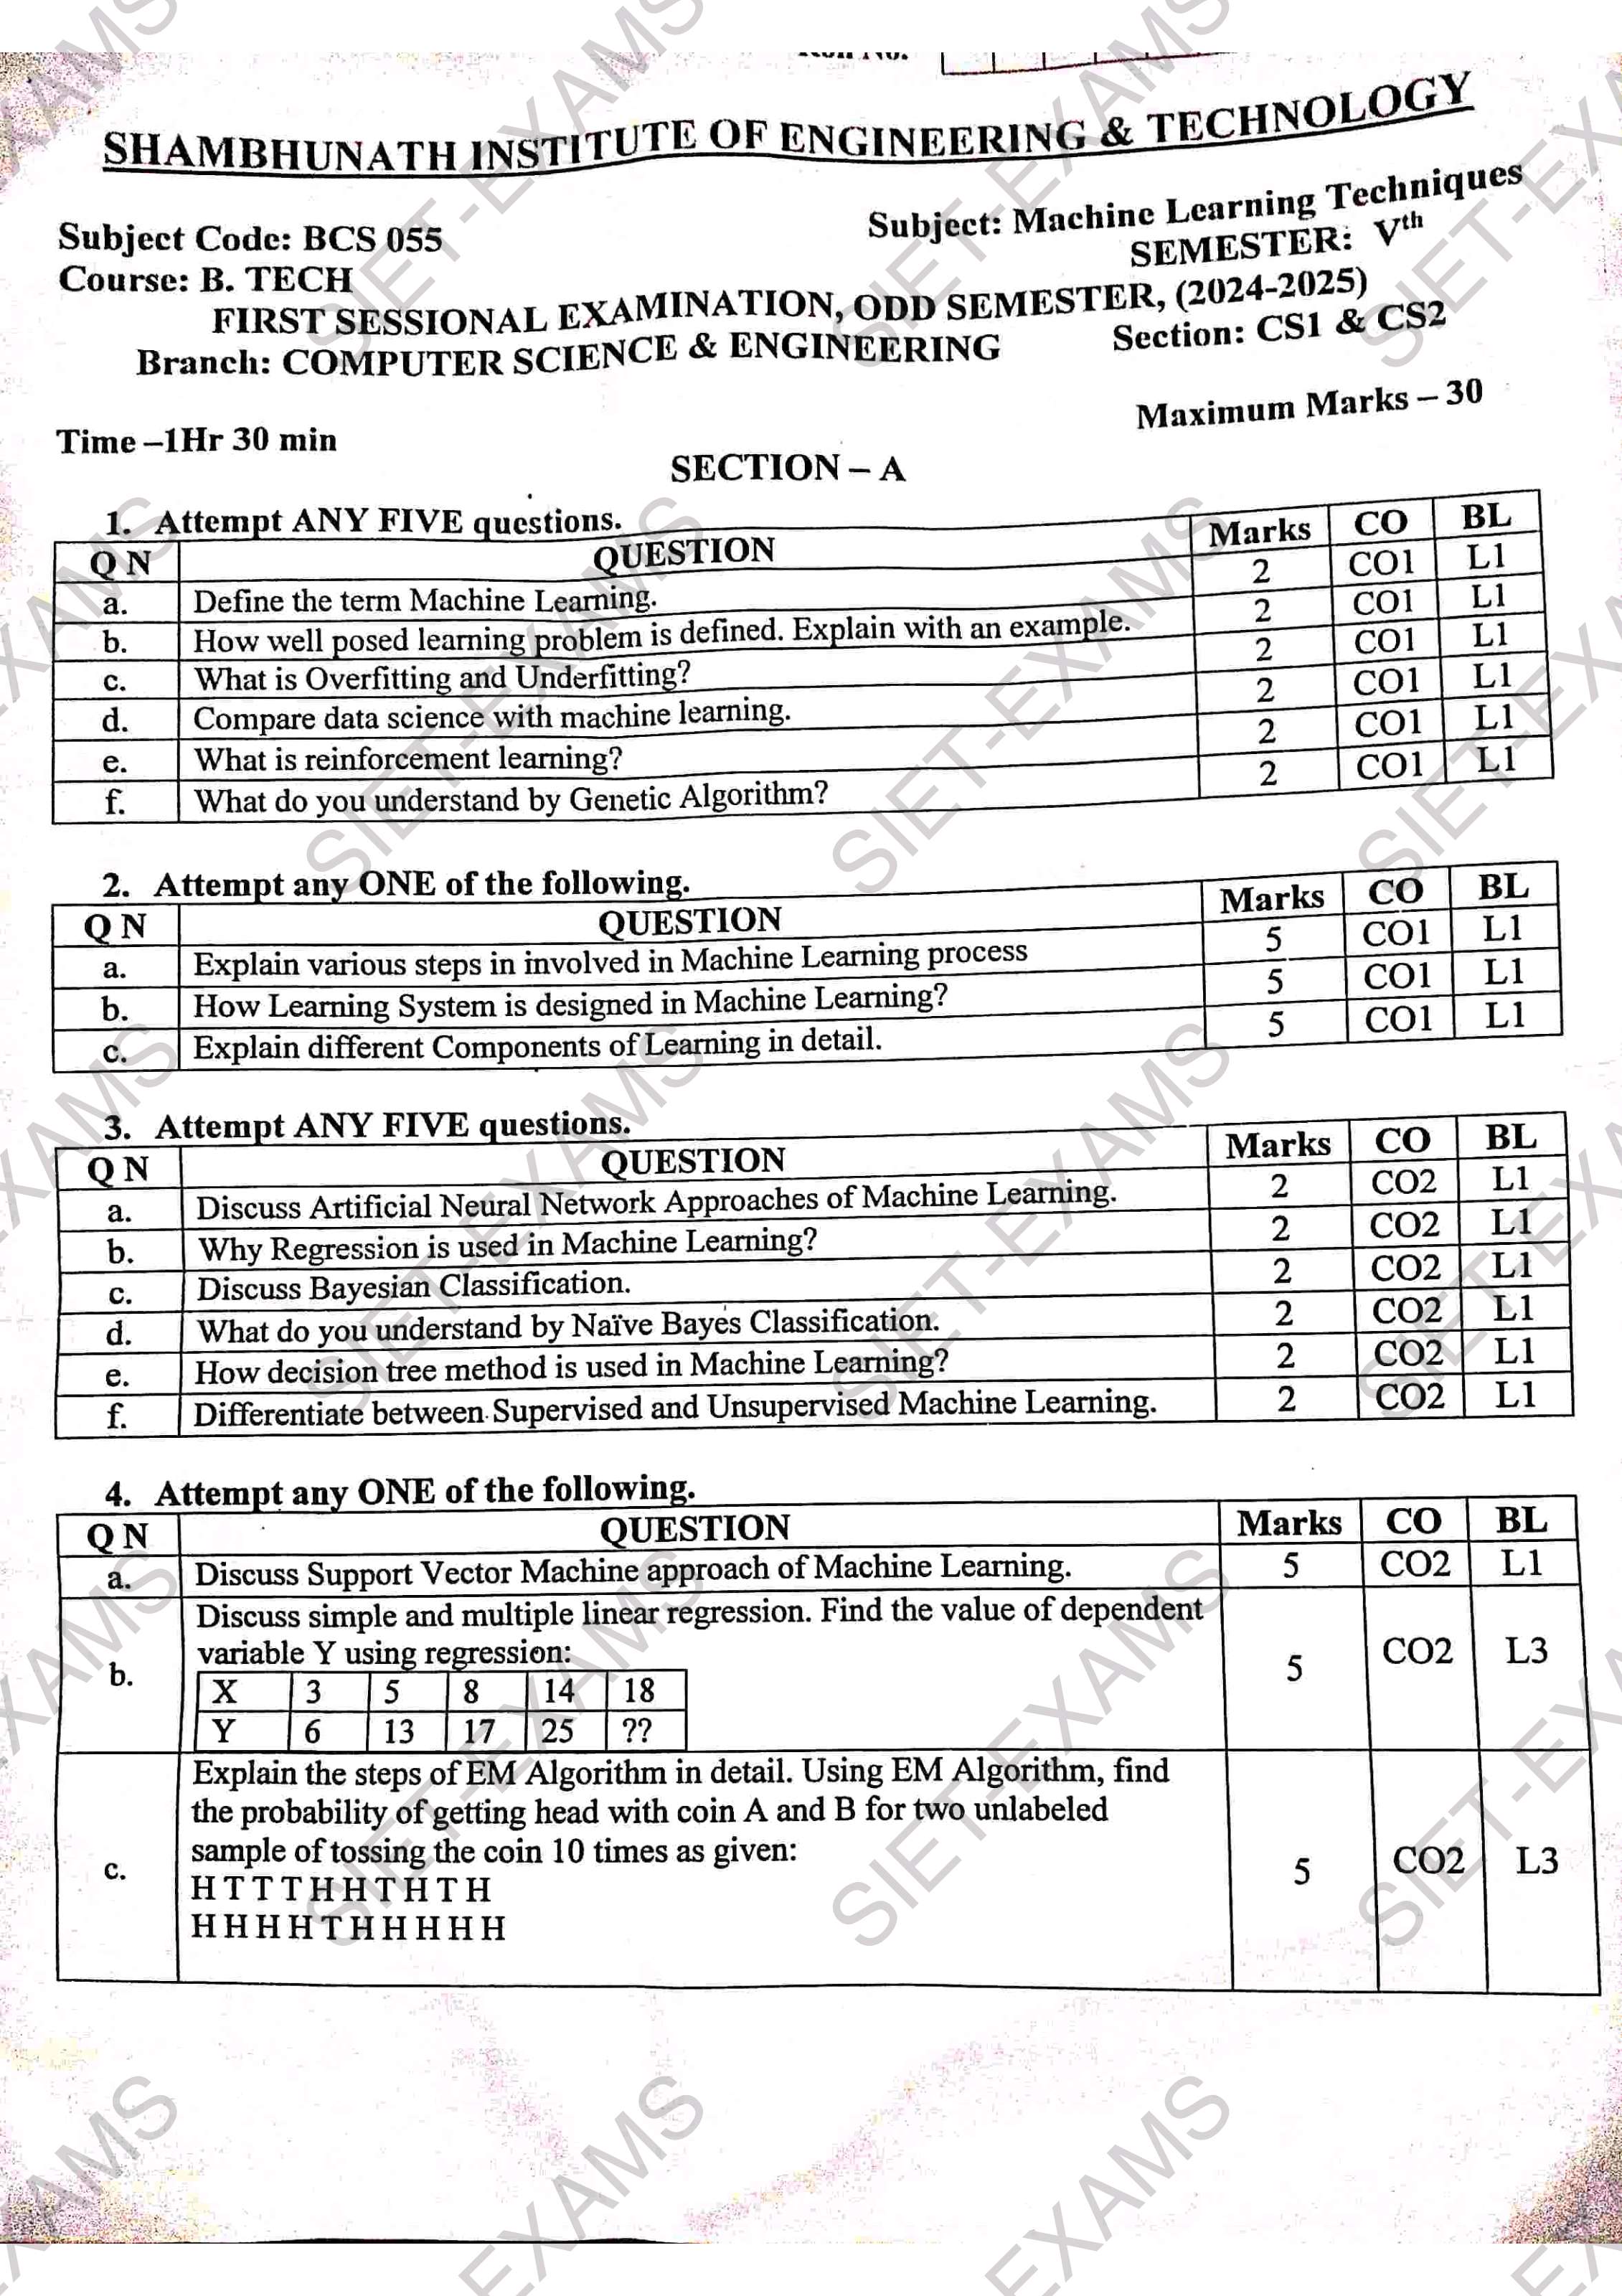 SHAMBHUNATH INSTITUTE OF ENGINEERING & TECHNOLOGY
Subject Code: BCS 055 Subject: Machine Learning Techniques
Course: B. TECH SEMESTER: Vth
FIRST SESSIONAL EXAMINATION, ODD SEMESTER, (2024-2025)
Branch: COMPUTER SCIENCE & ENGINEERING Section: CS1 & CS2
Time –1Hr 30 min Maximum Marks – 30
SECTION – A
1. Attempt ANY FIVE questions.
Q N QUESTION Marks CO BL
a. Define the term Machine Learning. 2 CO1 L1
b. How well posed learning problem is defined. Explain with an example. 2 CO1 L1
c. What is Overfitting and Underfitting? 2 CO1 L1
d. Compare data science with machine learning. 2 CO1 L1
e. What is reinforcement learning? 2 CO1 L1
f. What do you understand by Genetic Algorithm? 2 CO1 L1
2. Attempt any ONE of the following.
Q N QUESTION Marks CO BL
a. Explain various steps in involved in Machine Learning process 5 CO1 L1
b. How Learning System is designed in Machine Learning? 5 CO1 L1
c. Explain different Components of Learning in detail. 5 CO1 L1
3. Attempt ANY FIVE questions.
Q N QUESTION Marks CO BL
a. Discuss Artificial Neural Network Approaches of Machine Learning. 2 CO2 L1
b. Why Regression is used in Machine Learning? 2 CO2 L1
c. Discuss Bayesian Classification. 2 CO2 L1
d. What do you understand by Naïve Bayes Classification. 2 CO2 L1
e. How decision tree method is used in Machine Learning? 2 CO2 L1
f. Differentiate between Supervised and Unsupervised Machine Learning. 2 CO2 L1
4. Attempt any ONE of the following.
Q N QUESTION Marks CO BL
a. Discuss Support Vector Machine approach of Machine Learning. 5 CO2 L1
b. Discuss simple and multiple linear regression. Find the value of dependent
variable Y using regression: 5 CO2 L3
X 3 5 8 14 18
Y 6 13 17 25 ??
c. Explain the steps of EM Algorithm in detail. Using EM Algorithm, find
the probability of getting head with coin A and B for two unlabeled
sample of tossing the coin 10 times as given: 5 CO2 L3
H T T T H H T H T H
H H H H T H H H H H
SIET-EXAMS